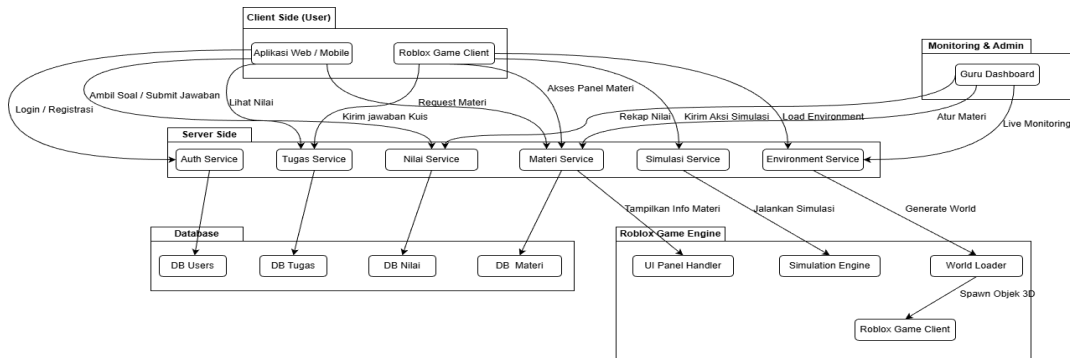 Client Side (User)
Aplikasi Web / Mobile
Roblox Game Client
Monitoring & Admin
Guru Dashboard
Login / Registrasi
Ambil Soal / Submit Jawaban
Lihat Nilai
Request Materi
Akses Panel Materi
Kirim jawaban Kuis
Rekap Nilai
Kirim Aksi Simulasi
Load Environment
Atur Materi
Live Monitoring
Server Side
Auth Service
Tugas Service
Nilai Service
Materi Service
Simulasi Service
Environment Service
Tampilkan Info Materi
Jalankan Simulasi
Generate World
Database
DB Users
DB Tugas
DB Nilai
DB Materi
Roblox Game Engine
UI Panel Handler
Simulation Engine
World Loader
Spawn Objek 3D
Roblox Game Client